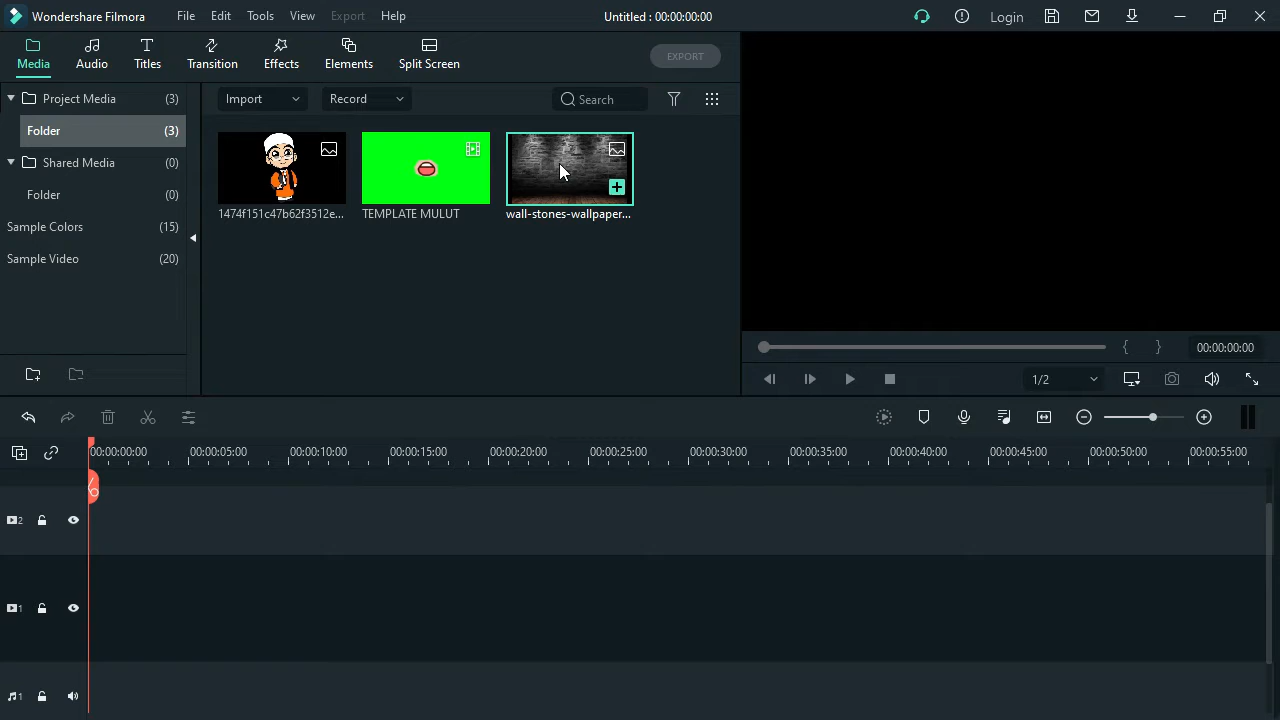 Wondershare Filmora
File Edit Tools View Export Help
Untitled : 00:00:00:00
Login
Media Audio Titles Transition Effects Elements Split Screen
EXPORT
Project Media (3)
Folder (3)
Shared Media (0)
Folder (0)
Sample Colors (15)
Sample Video (20)
Import Record Search
1474f151c47b62f3512e... TEMPLATE MULUT wall-stones-wallpaper...
{ } 00:00:00:00
1/2
00:00:00:00 00:00:05:00 00:00:10:00 00:00:15:00 00:00:20:00 00:00:25:00 00:00:30:00 00:00:35:00 00:00:40:00 00:00:45:00 00:00:50:00 00:00:55:00
2
1
1